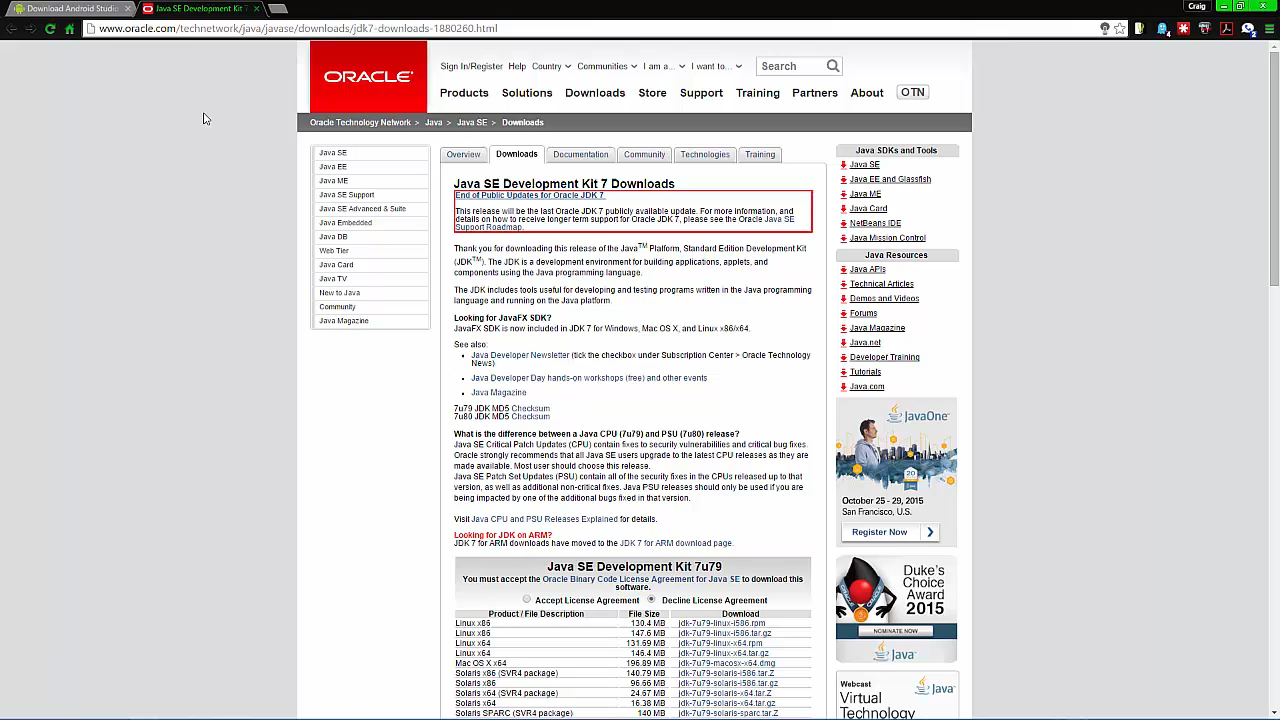 Download Android Studio
Java SE Development Kit 7
Craig
www.oracle.com/technetwork/java/javase/downloads/jdk7-downloads-1880260.html
ORACLE
Sign In/Register Help Country Communities I am a... I want to... Search
Products Solutions Downloads Store Support Training Partners About OTN
Oracle Technology Network > Java > Java SE > Downloads
Java SE
Java EE
Java ME
Java SE Support
Java SE Advanced & Suite
Java Embedded
Java DB
Web Tier
Java Card
Java TV
New to Java
Community
Java Magazine
Overview Downloads Documentation Community Technologies Training
Java SE Development Kit 7 Downloads
End of Public Updates for Oracle JDK 7
This release will be the last Oracle JDK 7 publicly available update. For more information, and
details on how to receive longer term support for Oracle JDK 7, please see the Oracle Java SE
Support Roadmap.
Thank you for downloading this release of the Java™ Platform, Standard Edition Development Kit
(JDK™). The JDK is a development environment for building applications, applets, and
components using the Java programming language.
The JDK includes tools useful for developing and testing programs written in the Java programming
language and running on the Java platform.
Looking for JavaFX SDK?
JavaFX SDK is now included in JDK 7 for Windows, Mac OS X, and Linux x86/x64.
See also:
• Java Developer Newsletter (tick the checkbox under Subscription Center > Oracle Technology
News)
• Java Developer Day hands-on workshops (free) and other events
• Java Magazine
7u79 JDK MD5 Checksum
7u80 JDK MD5 Checksum
What is the difference between a Java CPU (7u79) and PSU (7u80) release?
Java SE Critical Patch Updates (CPU) contain fixes to security vulnerabilities and critical bug fixes.
Oracle strongly recommends that all Java SE users upgrade to the latest CPU releases as they are
made available. Most user should choose this release.
Java SE Patch Set Updates (PSU) contain all of the security fixes in the CPUs released up to that
version, as well as additional non-critical fixes. Java PSU releases should only be used if you are
being impacted by one of the additional bugs fixed in that version.
Visit Java CPU and PSU Releases Explained for details.
Looking for JDK on ARM?
JDK 7 for ARM downloads have moved to the JDK 7 for ARM download page.
Java SE Development Kit 7u79
You must accept the Oracle Binary Code License Agreement for Java SE to download this
software.
Accept License Agreement Decline License Agreement
Product / File Description File Size Download
Linux x86 130.4 MB jdk-7u79-linux-i586.rpm
Linux x86 147.6 MB jdk-7u79-linux-i586.tar.gz
Linux x64 131.69 MB jdk-7u79-linux-x64.rpm
Linux x64 146.4 MB jdk-7u79-linux-x64.tar.gz
Mac OS X x64 196.89 MB jdk-7u79-macosx-x64.dmg
Solaris x86 (SVR4 package) 140.79 MB jdk-7u79-solaris-i586.tar.Z
Solaris x86 96.66 MB jdk-7u79-solaris-i586.tar.gz
Solaris x64 (SVR4 package) 24.67 MB jdk-7u79-solaris-x64.tar.Z
Solaris x64 16.38 MB jdk-7u79-solaris-x64.tar.gz
Solaris SPARC (SVR4 package) 140 MB jdk-7u79-solaris-sparc.tar.Z
Java SDKs and Tools
Java SE
Java EE and Glassfish
Java ME
Java Card
NetBeans IDE
Java Mission Control
Java Resources
Java APIs
Technical Articles
Demos and Videos
Forums
Java Magazine
Java.net
Developer Training
Tutorials
Java.com
JavaOne
20
October 25 - 29, 2015
San Francisco, U.S.
Register Now
Duke's
Choice
Award
2015
NOMINATE NOW
Java
Webcast
Virtual
Technology
Java